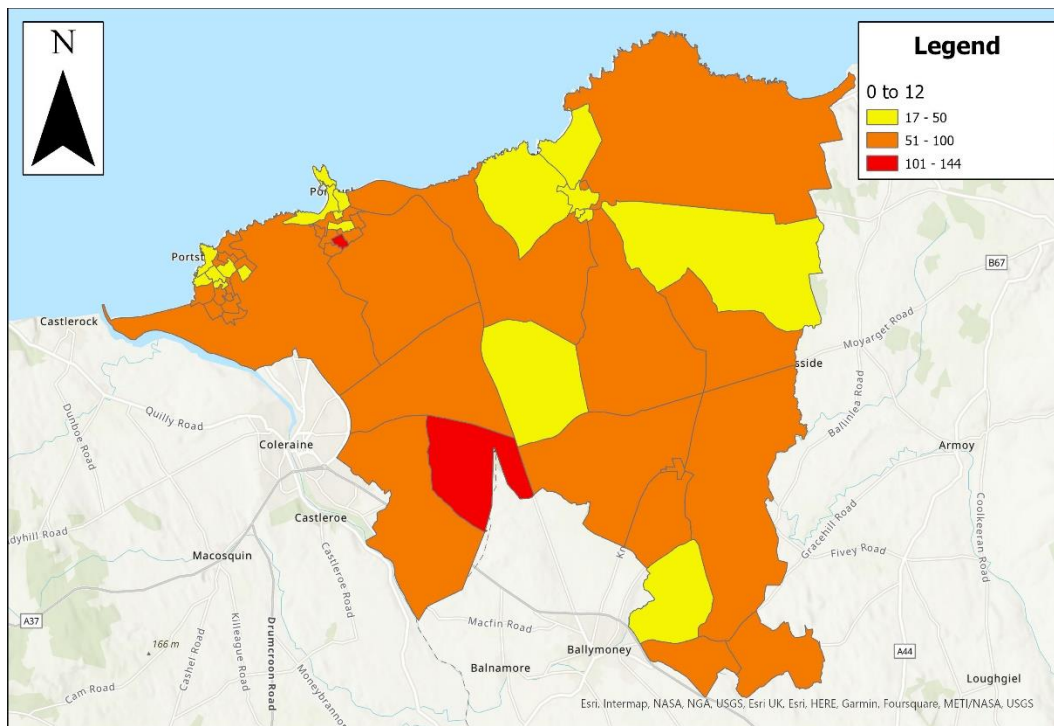 N
Legend
0 to 12
17 - 50
51 - 100
101 - 144
B67
Castlerock
Moyarget Road
Dunboe Road
Quilly Road
Ballinlea Road
Coleraine
Armoy
Castleroe
Gracehill Road
Coolkeeran Road
Macosquin
Castleroe Road
Fivey Road
A37
Macfin Road
166 m
Cashel Road
Killeague Road
Drumcroon Road
Ballymoney
A44
Balnamore
Loughgiel
Cam Road
Esri, Intermap, NASA, NGA, USGS, Esri UK, Esri, HERE, Garmin, Foursquare, METI/NASA, USGS